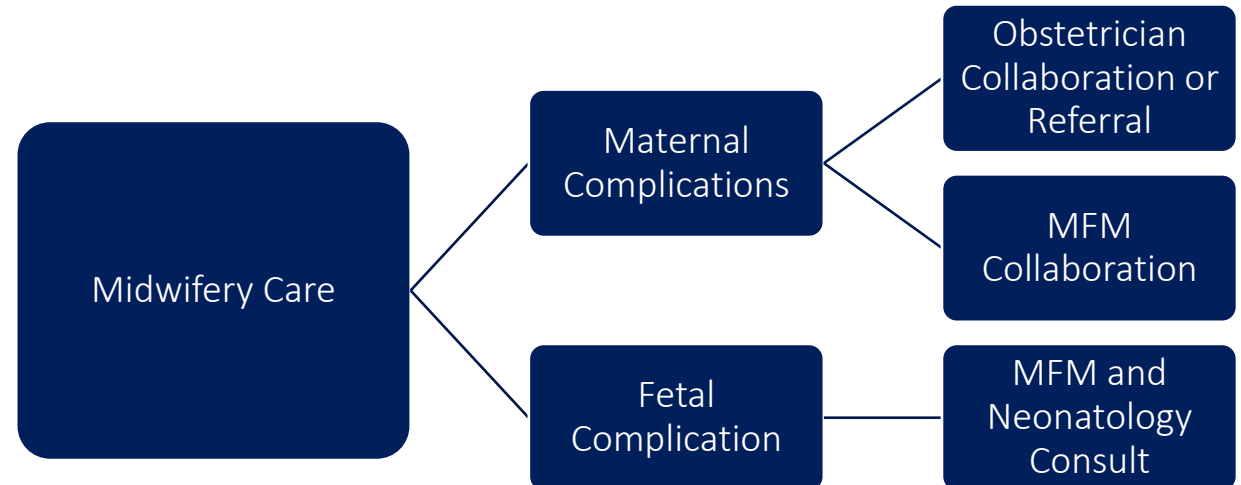 Midwifery Care
Maternal
Complications
Obstetrician
Collaboration or
Referral
MFM
Collaboration
Fetal
Complication
MFM and
Neonatology
Consult